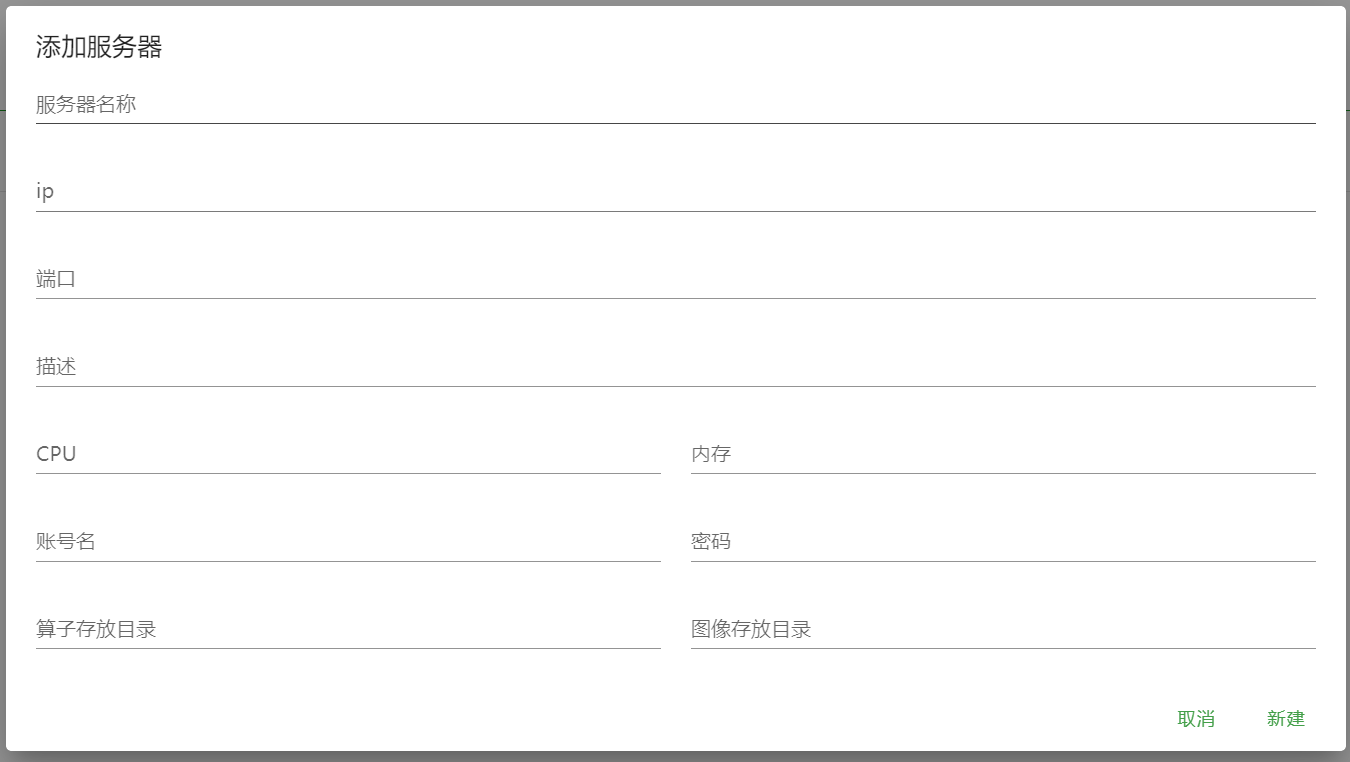 添加服务器
服务器名称
ip
端口
描述
CPU 内存
账号名 密码
算子存放目录 图像存放目录
取消 新建